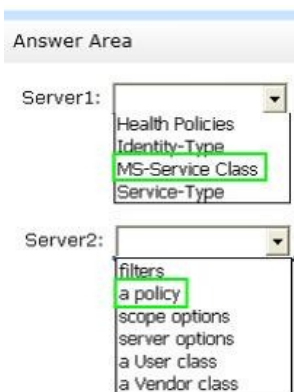 Answer Area
Server1:
Health Policies
Identity-Type
MS-Service Class
Service-Type
Server2:
filters
a policy
scope options
server options
a User class
a Vendor class